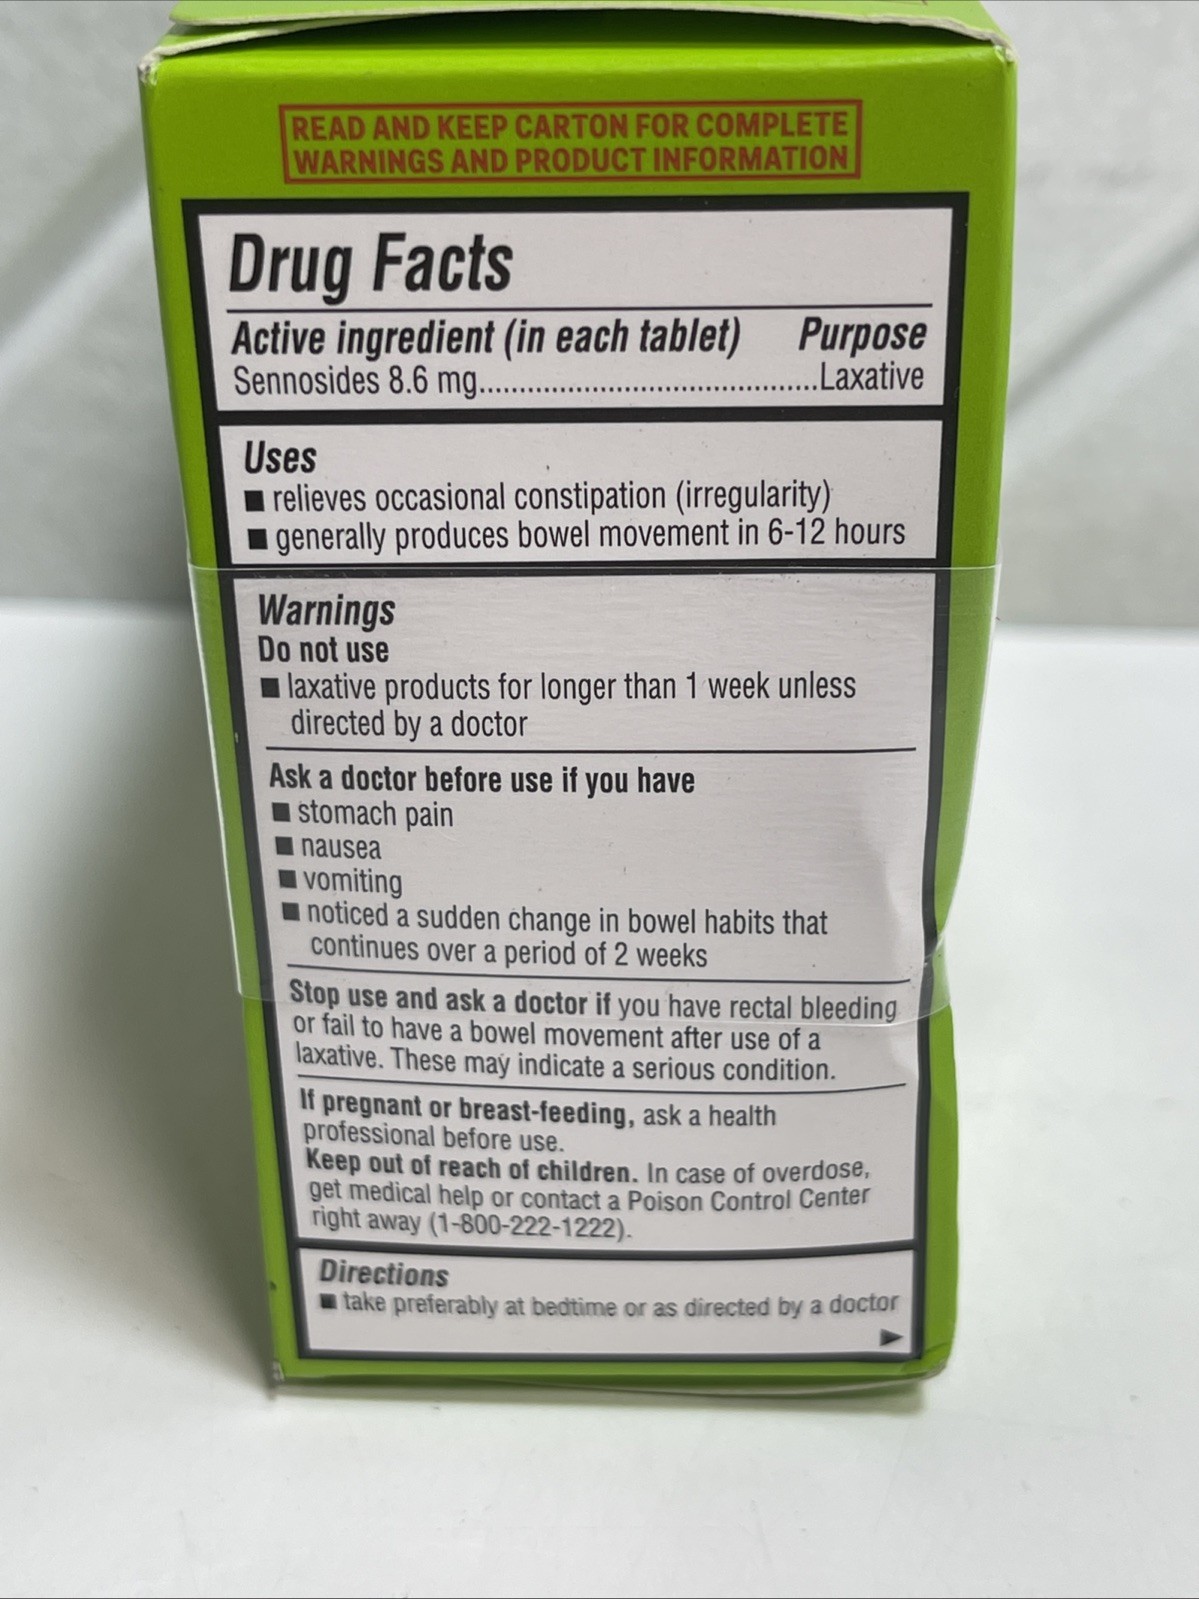 READ AND KEEP CARTON FOR COMPLETE
WARNINGS AND PRODUCT INFORMATION
Drug Facts
Active ingredient (in each tablet) Purpose
Sennosides 8.6 mg..........................................Laxative
Uses
■ relieves occasional constipation (irregularity)
■ generally produces bowel movement in 6-12 hours
Warnings
Do not use
■ laxative products for longer than 1 week unless
directed by a doctor
Ask a doctor before use if you have
■ stomach pain
■ nausea
■ vomiting
■ noticed a sudden change in bowel habits that
continues over a period of 2 weeks
Stop use and ask a doctor if you have rectal bleeding
or fail to have a bowel movement after use of a
laxative. These may indicate a serious condition.
If pregnant or breast-feeding, ask a health
professional before use.
Keep out of reach of children. In case of overdose,
get medical help or contact a Poison Control Center
right away (1-800-222-1222).
Directions
■ take preferably at bedtime or as directed by a doctor